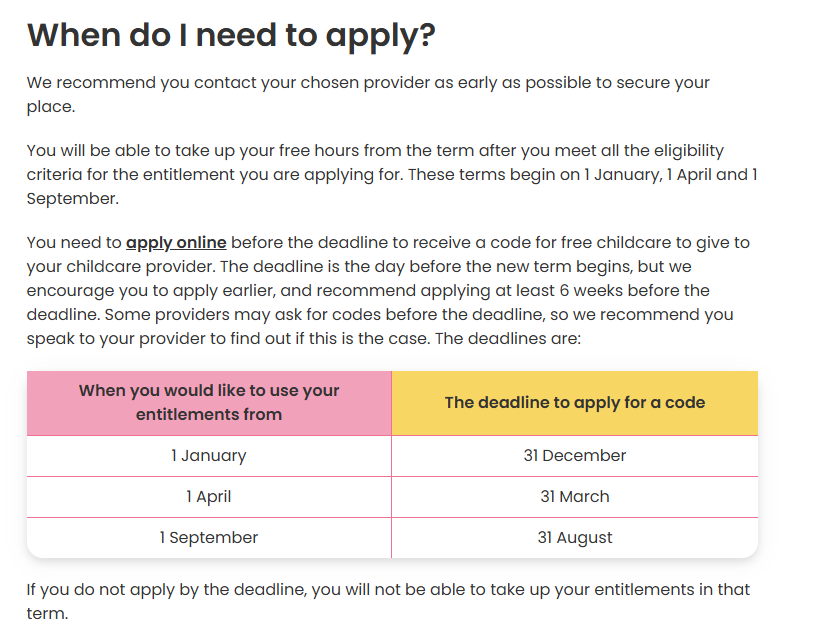 When do I need to apply?
We recommend you contact your chosen provider as early as possible to secure your
place.
You will be able to take up your free hours from the term after you meet all the eligibility
criteria for the entitlement you are applying for. These terms begin on 1 January, 1 April and 1
September.
You need to apply online before the deadline to receive a code for free childcare to give to
your childcare provider. The deadline is the day before the new term begins, but we
encourage you to apply earlier, and recommend applying at least 6 weeks before the
deadline. Some providers may ask for codes before the deadline, so we recommend you
speak to your provider to find out if this is the case. The deadlines are:
When you would like to use your
entitlements from
The deadline to apply for a code
1 January
31 December
1 April
31 March
1 September
31 August
If you do not apply by the deadline, you will not be able to take up your entitlements in that
term.